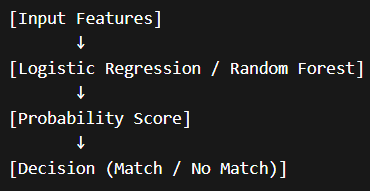 [Input Features]
↓
[Logistic Regression / Random Forest]
↓
[Probability Score]
↓
[Decision (Match / No Match)]